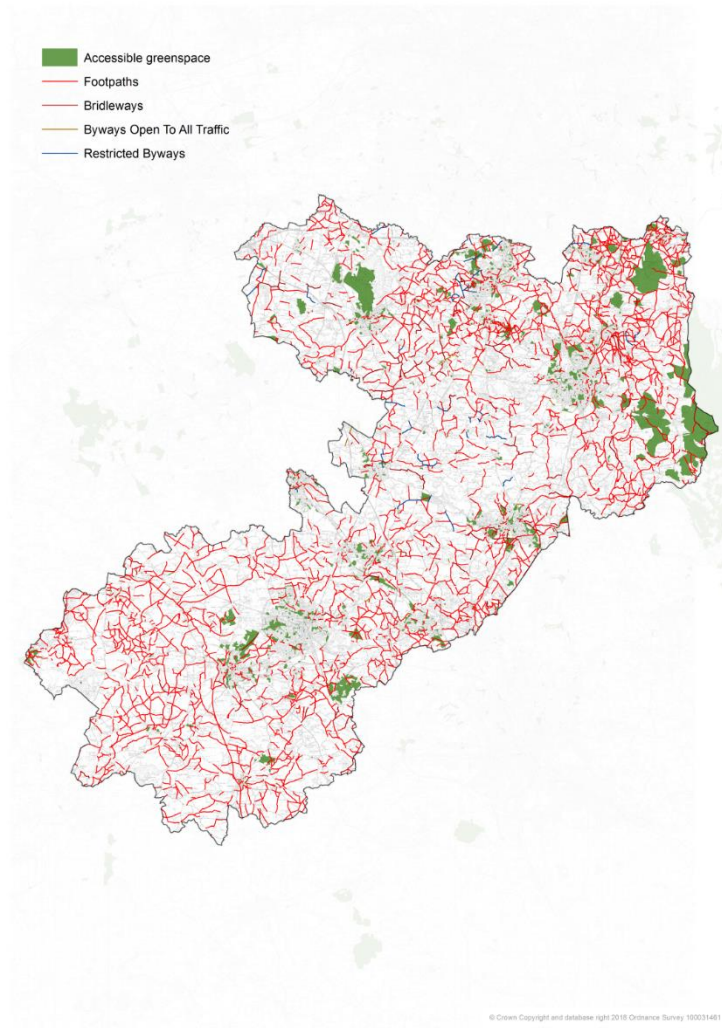 Accessible greenspace
Footpaths
Bridleways
Byways Open To All Traffic
Restricted Byways
© Crown Copyright and database right 2018 Ordnance Survey 100031461